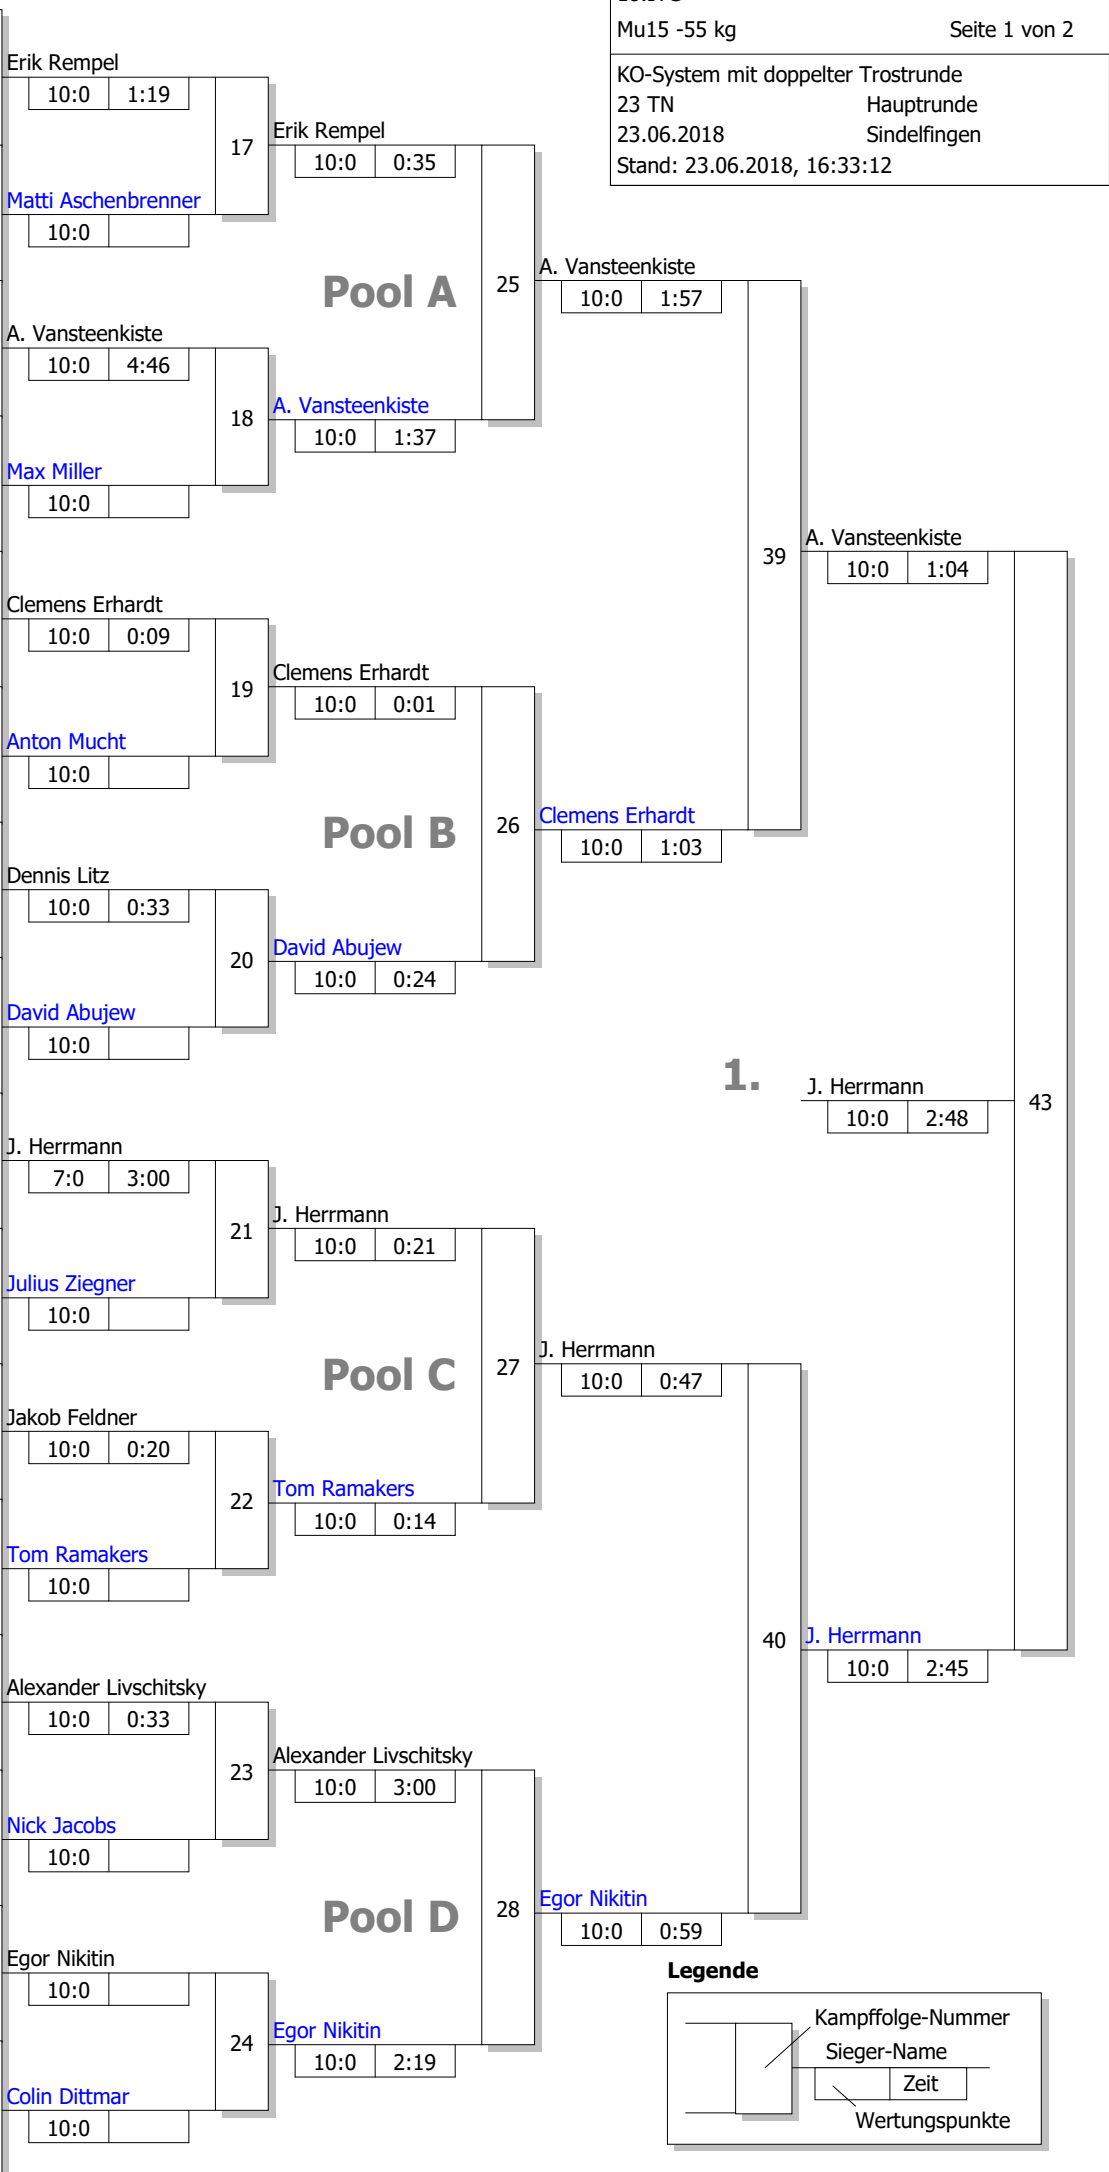 Mu15 -55 kg Seite 1 von 2
KO-System mit doppelter Trostrunde
23 TN Hauptrunde
23.06.2018 Sindelfingen
Stand: 23.06.2018, 16:33:12
Erik Rempel
10:0 1:19
17
Erik Rempel
10:0 0:35
Matti Aschenbrenner
10:0
Pool A
25
A. Vansteenkiste
10:0 1:57
A. Vansteenkiste
10:0 4:46
18
A. Vansteenkiste
10:0 1:37
Max Miller
10:0
39
A. Vansteenkiste
10:0 1:04
Clemens Erhardt
10:0 0:09
19
Clemens Erhardt
10:0 0:01
Anton Mucht
10:0
Pool B
26
Clemens Erhardt
10:0 1:03
Dennis Litz
10:0 0:33
20
David Abujew
10:0 0:24
David Abujew
10:0
1.
J. Herrmann
10:0 2:48
43
J. Herrmann
7:0 3:00
21
J. Herrmann
10:0 0:21
Julius Ziegner
10:0
Pool C
27
J. Herrmann
10:0 0:47
Jakob Feldner
10:0 0:20
22
Tom Ramakers
10:0 0:14
Tom Ramakers
10:0
40
J. Herrmann
10:0 2:45
Alexander Livschitsky
10:0 0:33
23
Alexander Livschitsky
10:0 3:00
Nick Jacobs
10:0
Pool D
28
Egor Nikitin
10:0 0:59
Egor Nikitin
10:0
24
Egor Nikitin
10:0 2:19
Colin Dittmar
10:0
Legende
Kampffolge-Nummer
Sieger-Name
Zeit
Wertungspunkte